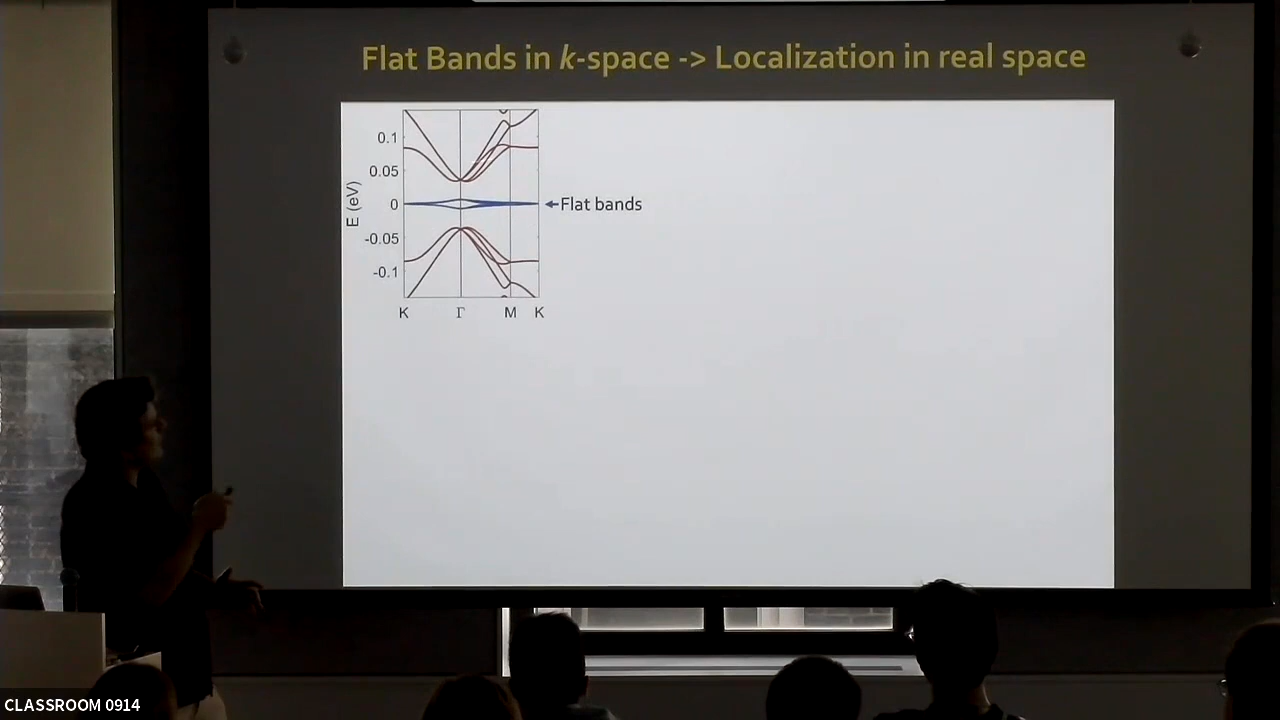 Flat Bands in k-space -> Localization in real space
0.1
0.05
0
-0.05
-0.1
E (eV)
Flat bands
K Γ M K
CLASSROOM 0914